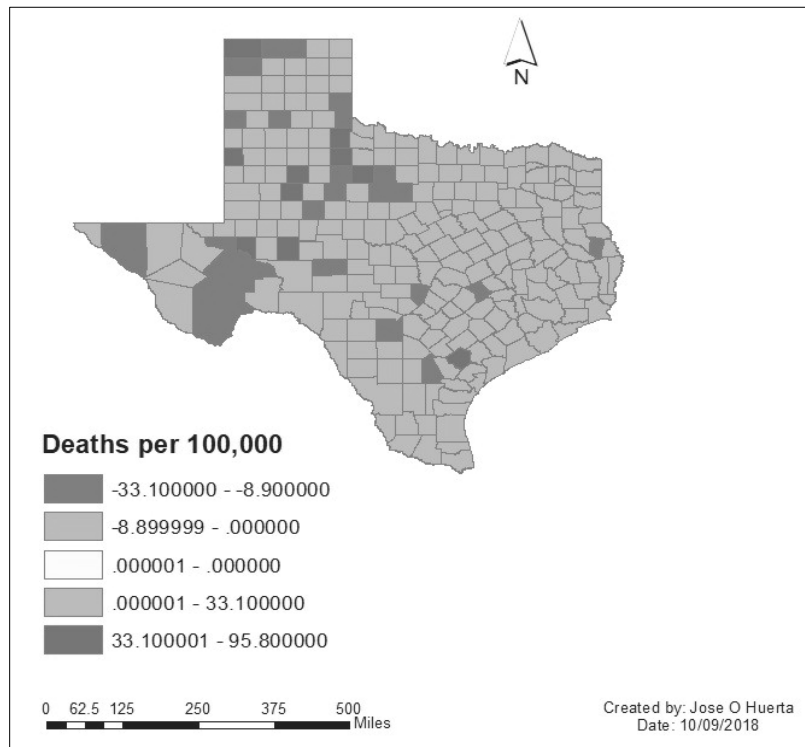 N
Deaths per 100,000
-33.100000 - -8.900000
-8.899999 - .000000
.000001 - .000000
.000001 - 33.100000
33.100001 - 95.800000
0 62.5 125 250 375 500
Miles
Created by: Jose O Huerta
Date: 10/09/2018